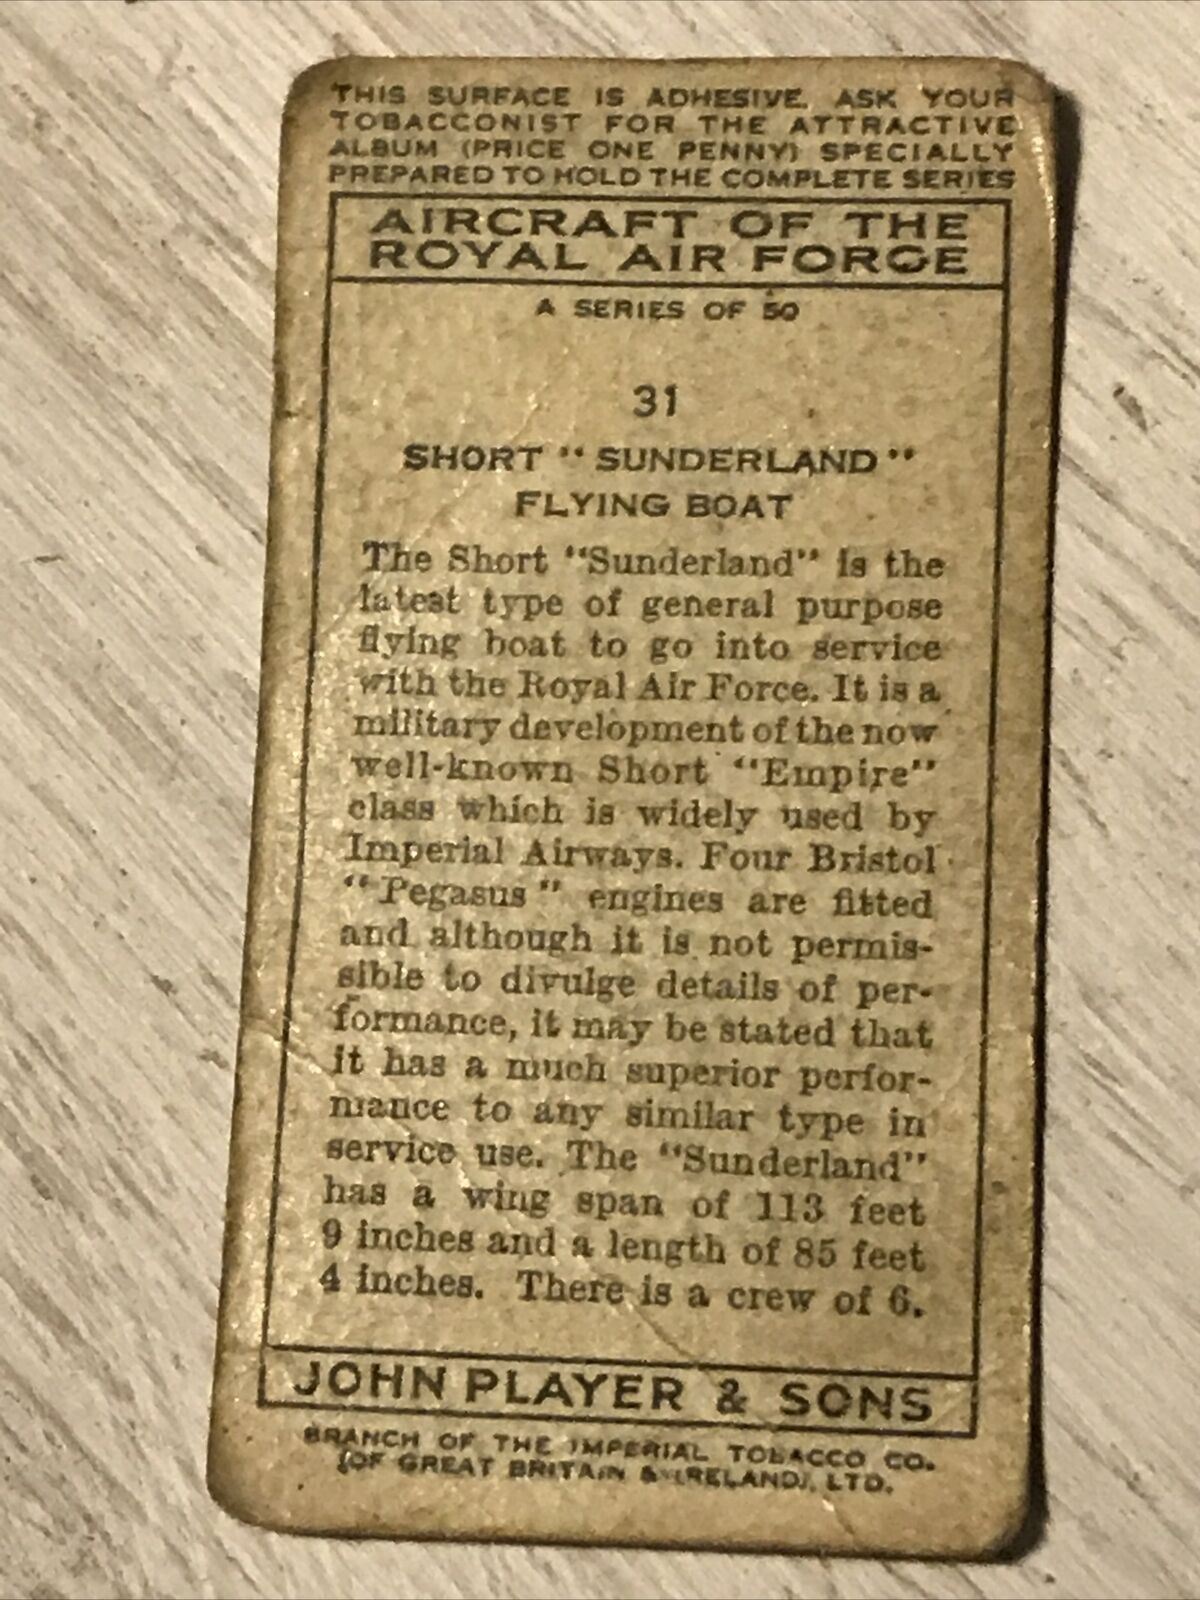 THIS SURFACE IS ADHESIVE. ASK YOUR
TOBACCONIST FOR THE ATTRACTIVE
ALBUM (PRICE ONE PENNY) SPECIALLY
PREPARED TO HOLD THE COMPLETE SERIES
AIRCRAFT OF THE
ROYAL AIR FORCE
A SERIES OF 50
31
SHORT "SUNDERLAND"
FLYING BOAT
The Short "Sunderland" is the
latest type of general purpose
flying boat to go into service
with the Royal Air Force. It is a
military development of the now
well-known Short "Empire"
class which is widely used by
Imperial Airways. Four Bristol
"Pegasus" engines are fitted
and although it is not permis-
sible to divulge details of per-
formance, it may be stated that
it has a much superior perfor-
mance to any similar type in
service use. The "Sunderland"
has a wing span of 113 feet
9 inches and a length of 85 feet
4 inches. There is a crew of 6.
JOHN PLAYER & SONS
BRANCH OF THE IMPERIAL TOBACCO CO.
(OF GREAT BRITAIN & IRELAND), LTD.